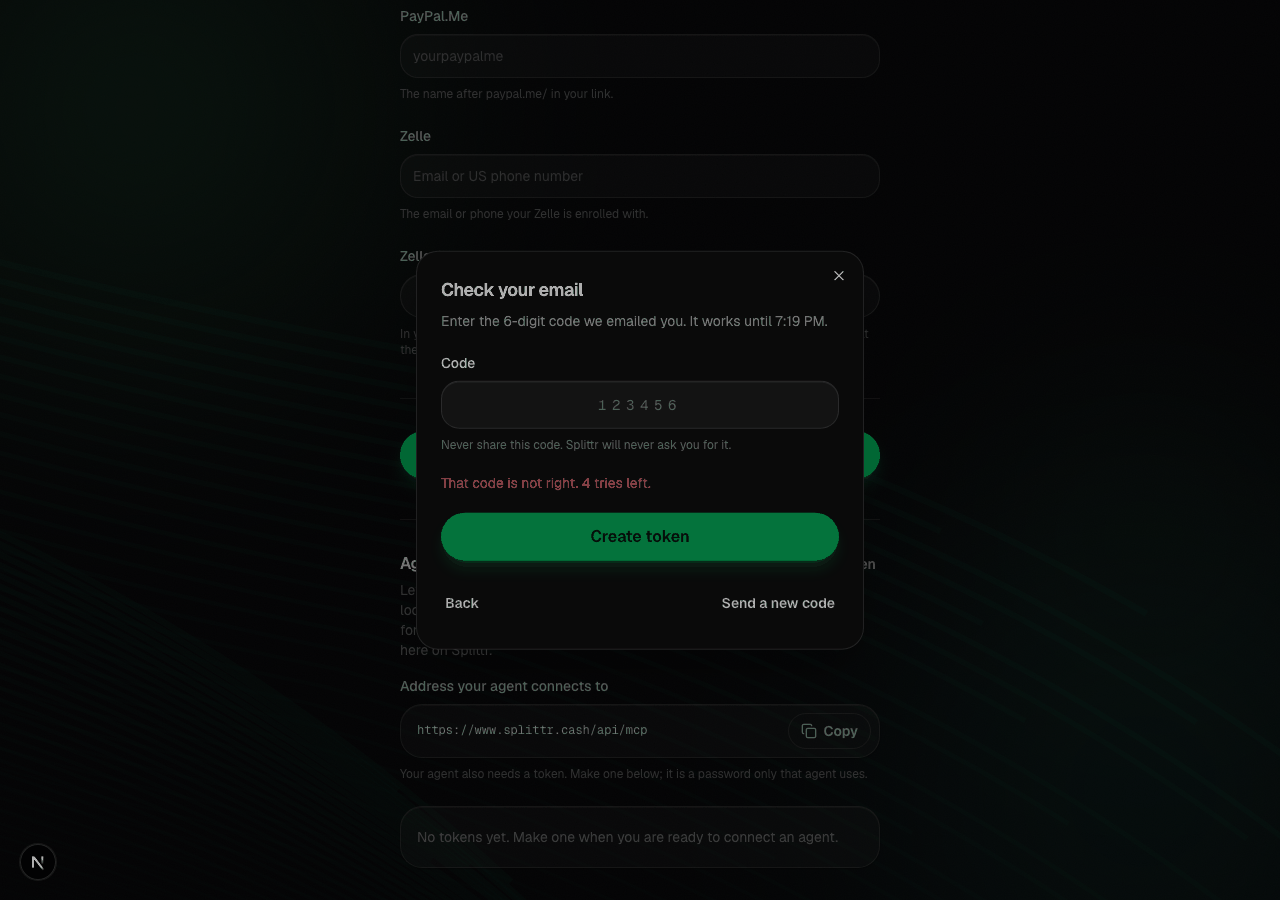 PayPal.Me
yourpaypalme
The name after paypal.me/ in your link.
Zelle
Email or US phone number
The email or phone your Zelle is enrolled with.
Check your email
Enter the 6-digit code we emailed you. It works until 7:19 PM.
Code
123456
Never share this code. Splittr will never ask you for it.
That code is not right. 4 tries left.
Create token
Back
Send a new code
here on Splittr.
Address your agent connects to
https://www.splittr.cash/api/mcp
Copy
Your agent also needs a token. Make one below; it is a password only that agent uses.
No tokens yet. Make one when you are ready to connect an agent.
N